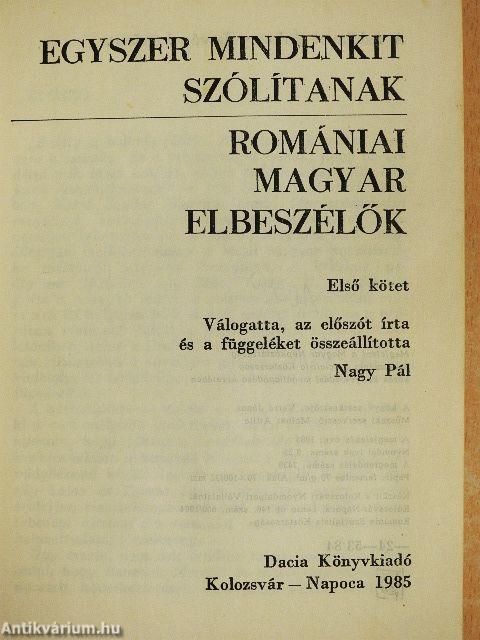 EGYSZER MINDENKIT
SZÓLÍTANAK
ROMÁNIAI
MAGYAR
ELBESZÉLŐK
Első kötet
Válogatta, az előszót írta
és a függeléket összeállította
Nagy Pál
Dacia Könyvkiadó
Kolozsvár — Napoca 1985
Antikvárium.hu